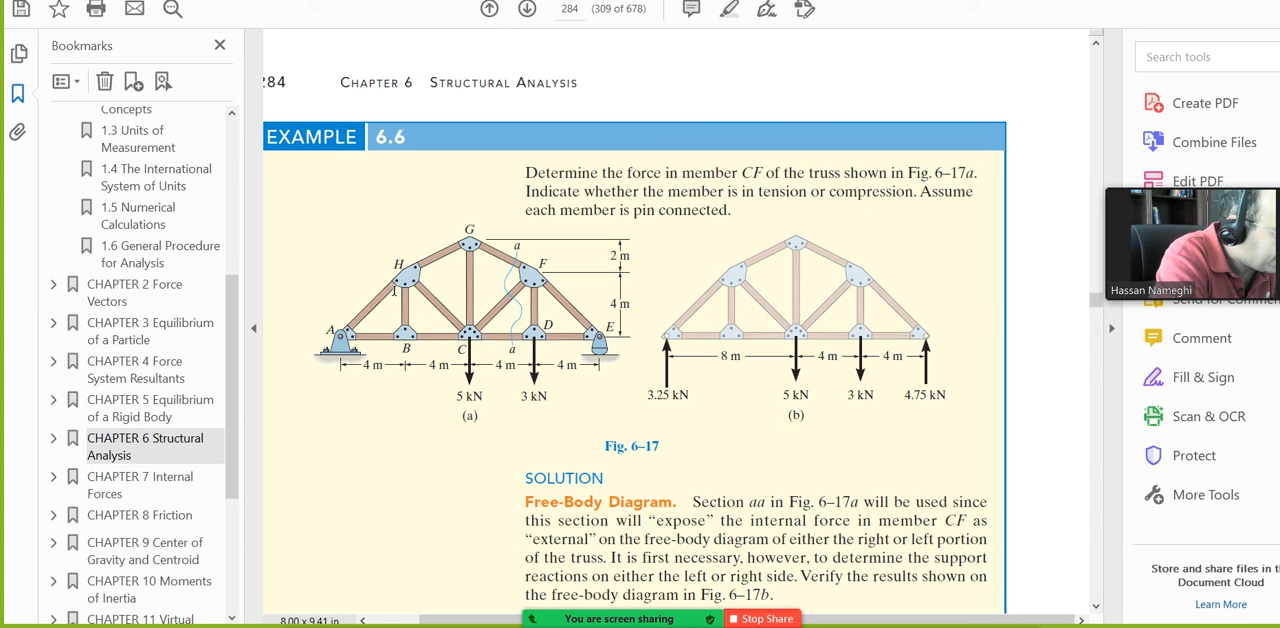 284
(309 of 678)
Bookmarks
Concepts
1.3 Units of
Measurement
1.4 The International
System of Units
1.5 Numerical
Calculations
1.6 General Procedure
for Analysis
CHAPTER 2 Force
Vectors
CHAPTER 3 Equilibrium
of a Particle
CHAPTER 4 Force
System Resultants
CHAPTER 5 Equilibrium
of a Rigid Body
CHAPTER 6 Structural
Analysis
CHAPTER 7 Internal
Forces
CHAPTER 8 Friction
CHAPTER 9 Center of
Gravity and Centroid
CHAPTER 10 Moments
of Inertia
CHAPTER 11 Virtual
284 CHAPTER 6 STRUCTURAL ANALYSIS
EXAMPLE 6.6
Determine the force in member CF of the truss shown in Fig. 6–17a.
Indicate whether the member is in tension or compression. Assume
each member is pin connected.
G
a
2 m
H
F
4 m
A
D
E
B
C
a
4 m
4 m
4 m
4 m
5 kN
3 kN
(a)
8 m
4 m
4 m
3.25 kN
5 kN
3 kN
4.75 kN
(b)
Fig. 6–17
SOLUTION
Free-Body Diagram. Section aa in Fig. 6–17a will be used since
this section will “expose” the internal force in member CF as
“external” on the free-body diagram of either the right or left portion
of the truss. It is first necessary, however, to determine the support
reactions on either the left or right side. Verify the results shown on
the free-body diagram in Fig. 6–17b.
8.00 x 9.41 in
You are screen sharing
Stop Share
Search tools
Create PDF
Combine Files
Edit PDF
Hassan Nameghi
Comment
Fill & Sign
Scan & OCR
Protect
More Tools
Store and share files in t
Document Cloud
Learn More